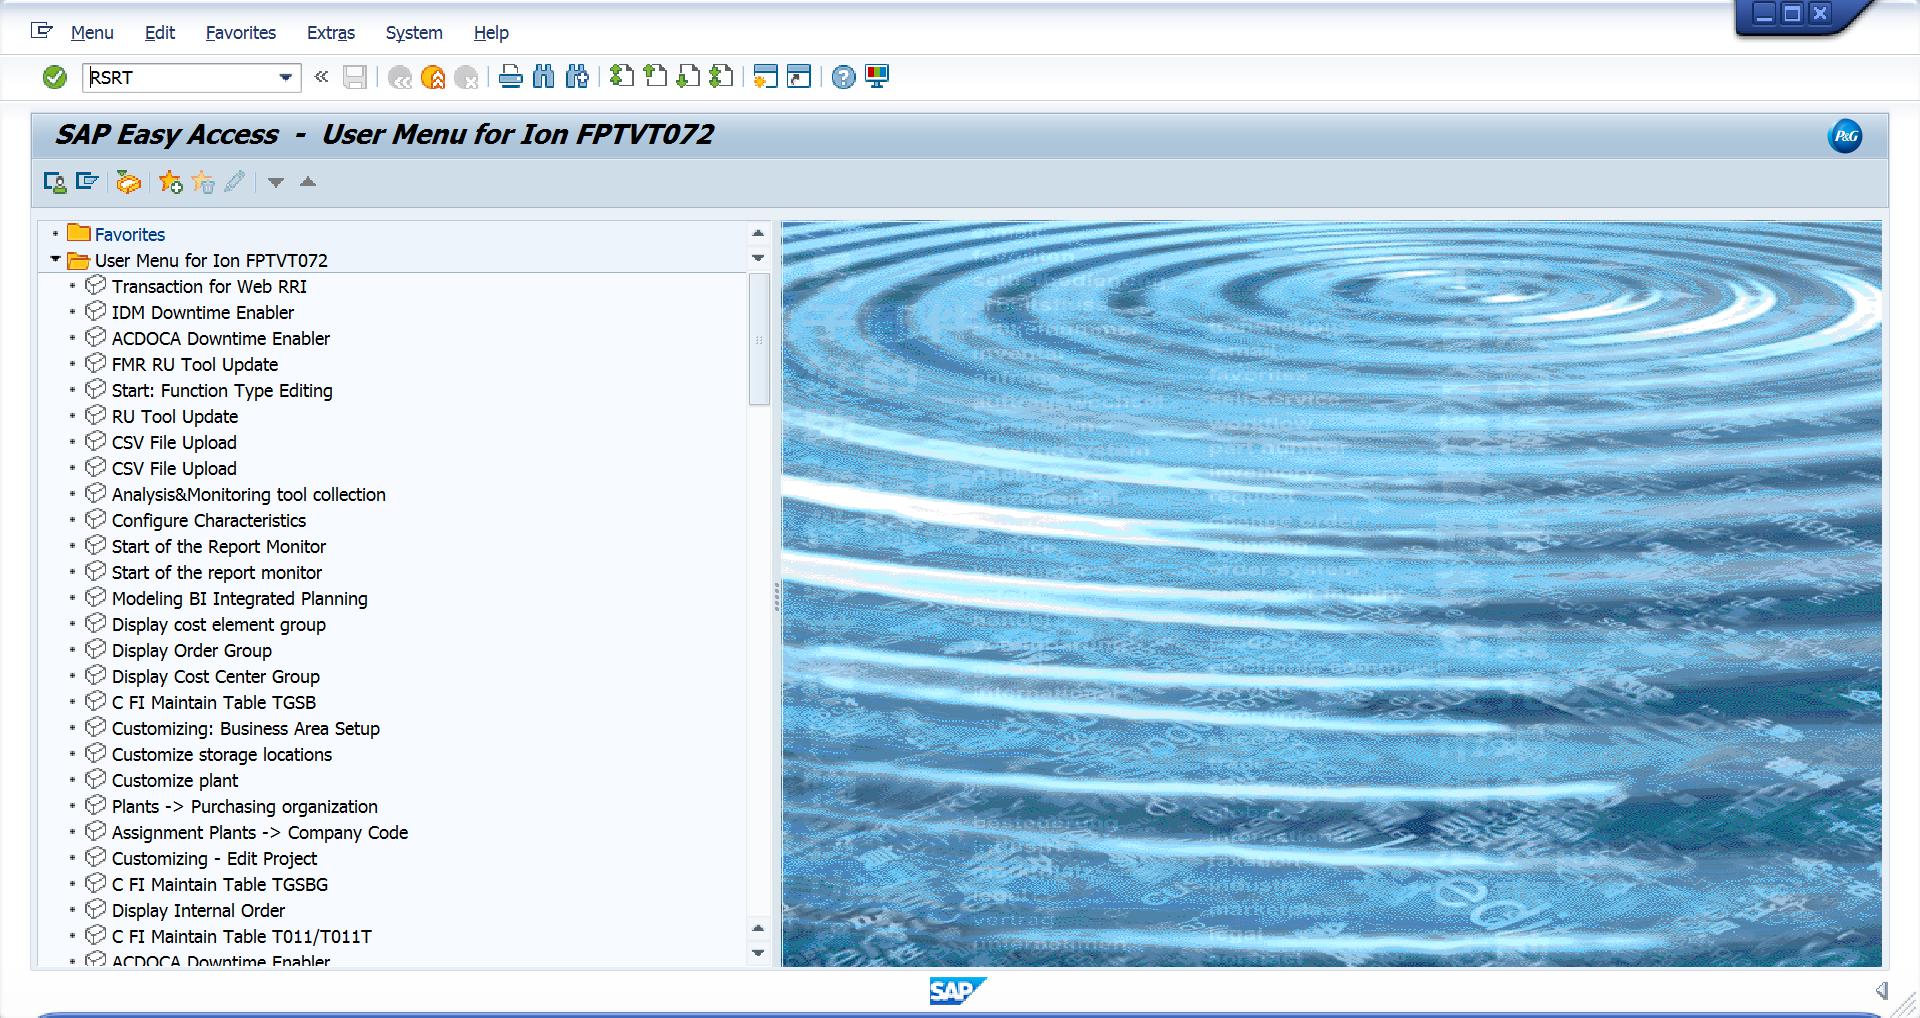 Menu Edit Favorites Extras System Help
RSRT
SAP Easy Access - User Menu for Ion FPTVT072
P&G
Favorites
User Menu for Ion FPTVT072
Transaction for Web RRI
IDM Downtime Enabler
ACDOCA Downtime Enabler
FMR RU Tool Update
Start: Function Type Editing
RU Tool Update
CSV File Upload
CSV File Upload
Analysis&Monitoring tool collection
Configure Characteristics
Start of the Report Monitor
Start of the report monitor
Modeling BI Integrated Planning
Display cost element group
Display Order Group
Display Cost Center Group
C FI Maintain Table TGSB
Customizing: Business Area Setup
Customize storage locations
Customize plant
Plants -> Purchasing organization
Assignment Plants -> Company Code
Customizing - Edit Project
C FI Maintain Table TGSBG
Display Internal Order
C FI Maintain Table T011/T011T
ACDOCA Downtime Enabler
SAP